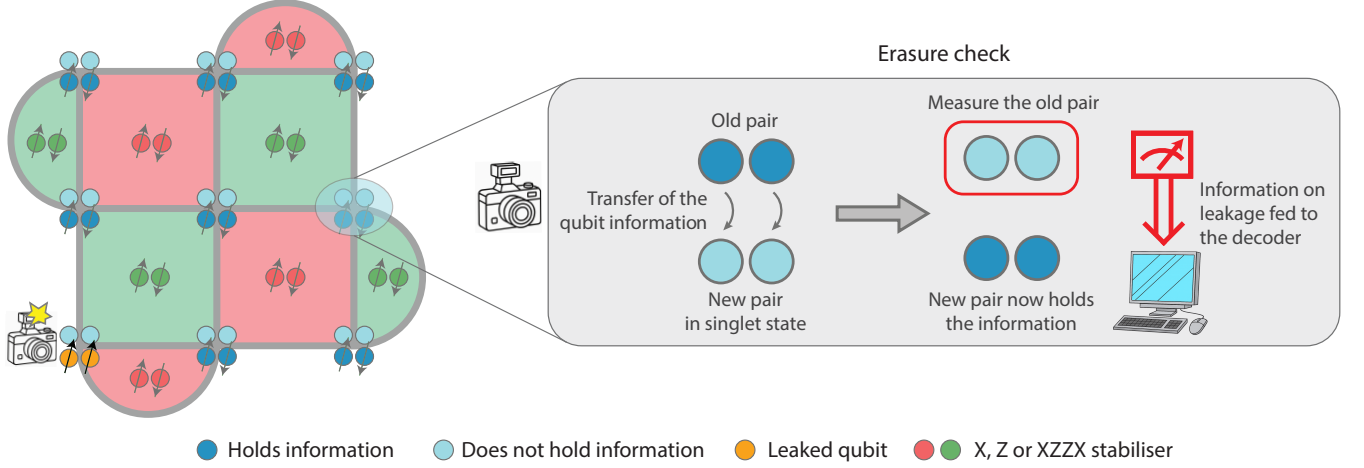 Erasure check
Old pair
Transfer of the
qubit information
New pair
in singlet state
Measure the old pair
New pair now holds
the information
Information on
leakage fed to
the decoder
Holds information
Does not hold information
Leaked qubit
X, Z or XZZX stabiliser